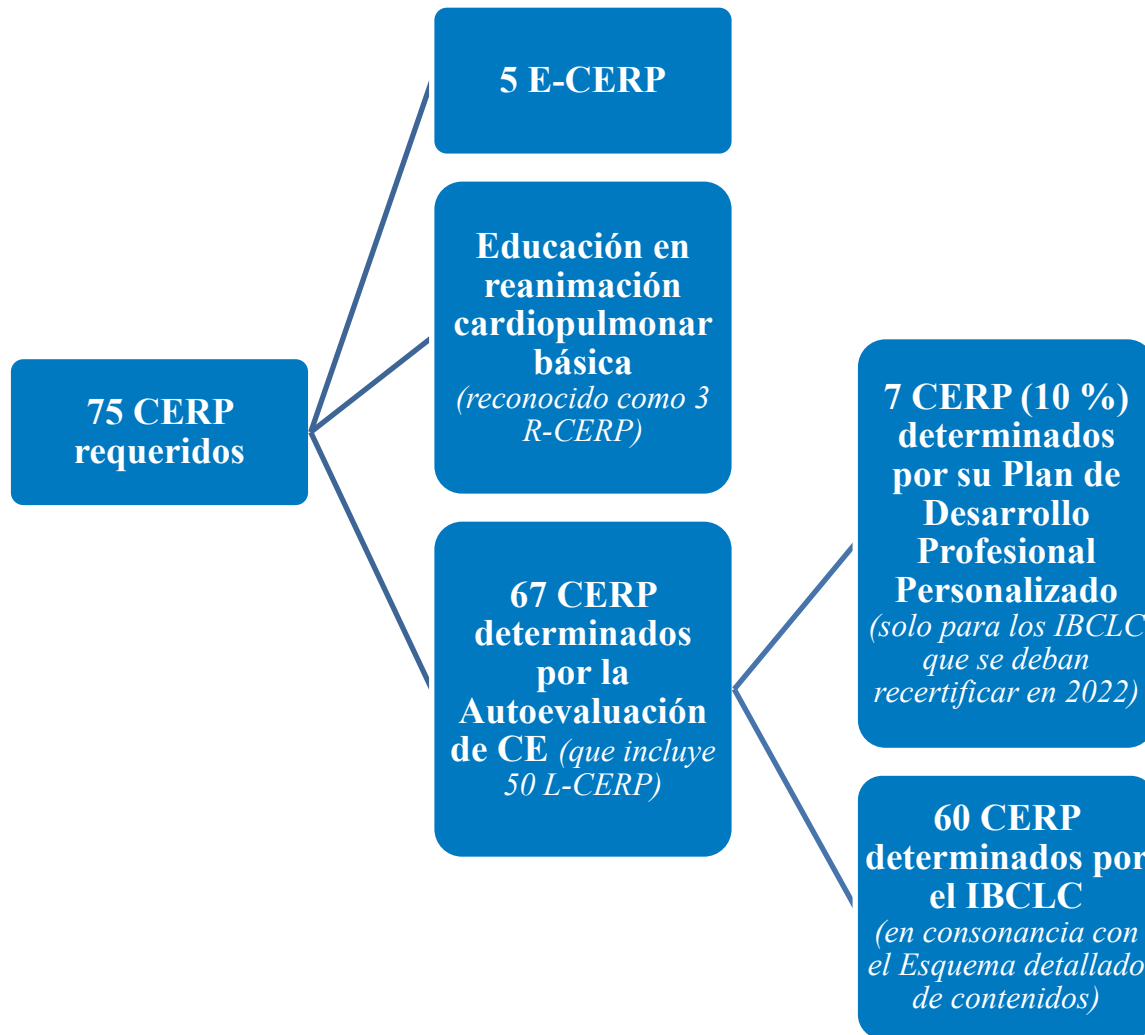 75 CERP
requeridos
5 E-CERP
Educación en
reanimación
cardiopulmonar
básica
(reconocido como 3
R-CERP)
67 CERP
determinados
por la
Autoevaluación
de CE (que incluye
50 L-CERP)
7 CERP (10 %)
determinados
por su Plan de
Desarrollo
Profesional
Personalizado
(solo para los IBCLC
que se deban
recertificar en 2022)
60 CERP
determinados por
el IBCLC
(en consonancia con
el Esquema detallado
de contenidos)